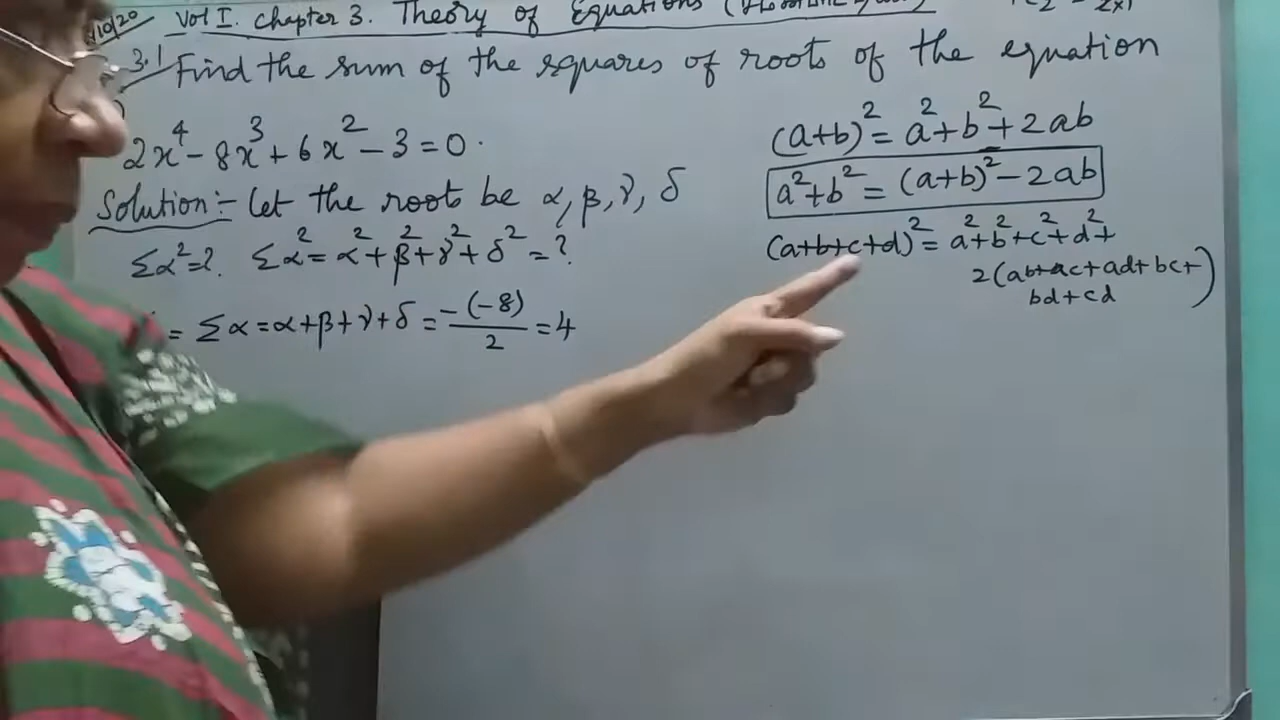 10/20 Vol I. Chapter 3. Theory of Equations
3.1 Find the sum of the squares of roots of the equation
2x⁴ - 8x³ + 6x² - 3 = 0.
Solution:- Let the roots be α, β, γ, δ
Σα² = ?. Σα² = α² + β² + γ² + δ² = ?
= Σα = α + β + γ + δ = -(-8)/2 = 4
(a+b)² = a² + b² + 2ab
a² + b² = (a+b)² - 2ab
(a+b+c+d)² = a² + b² + c² + d² +
2(ab+ac+ad+bc+
bd+cd)